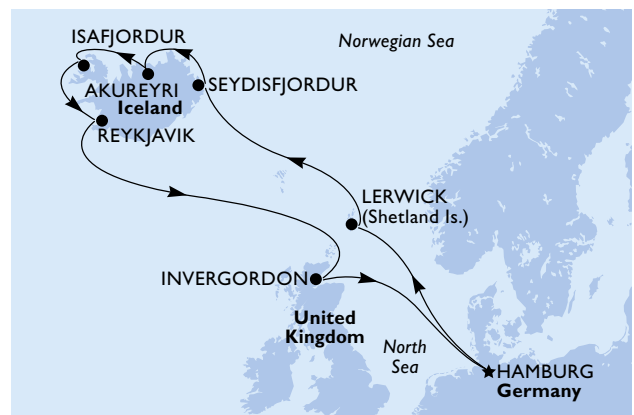 ISAFJORDUR
Norwegian Sea
AKUREYRI
SEYDISFJORDUR
Iceland
REYKJAVIK
LERWICK
(Shetland Is.)
INVERGORDON
United
Kingdom
North
Sea
HAMBURG
Germany